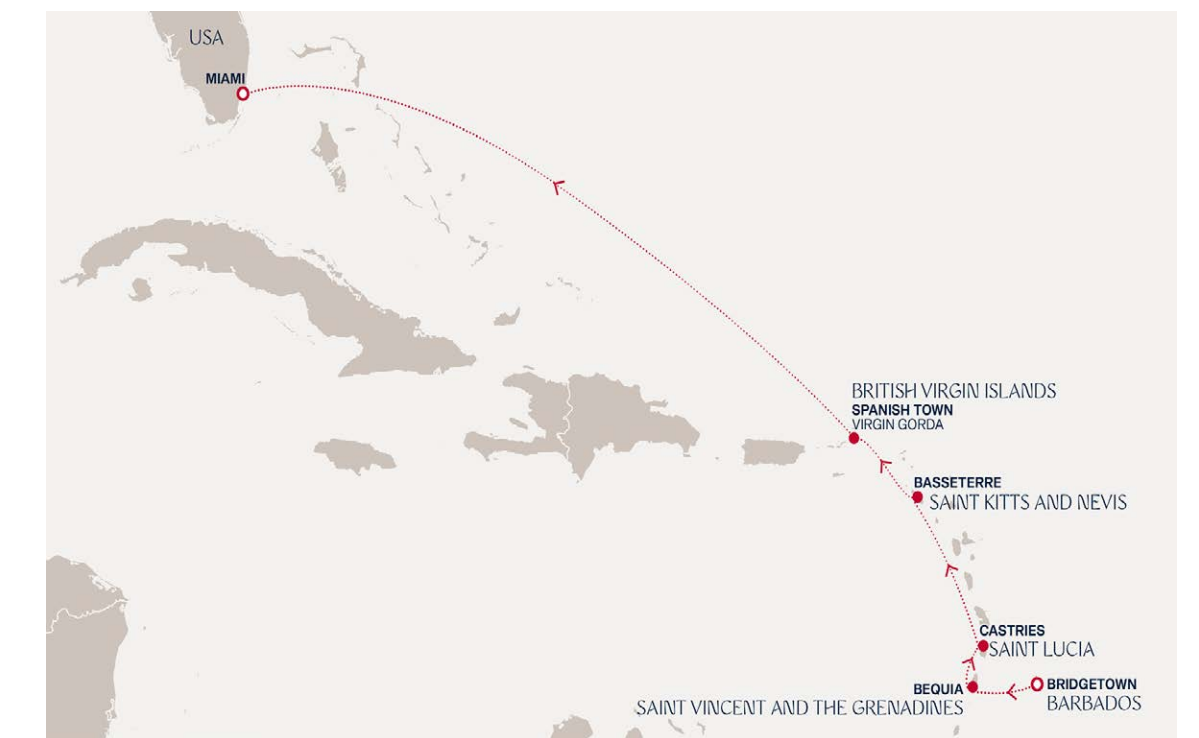 USA
MIAMI
BRITISH VIRGIN ISLANDS
SPANISH TOWN
VIRGIN GORDA
BASSETERRE
SAINT KITTS AND NEVIS
CASTRIES
SAINT LUCIA
BEQUIA
SAINT VINCENT AND THE GRENADINES
BRIDGETOWN
BARBADOS